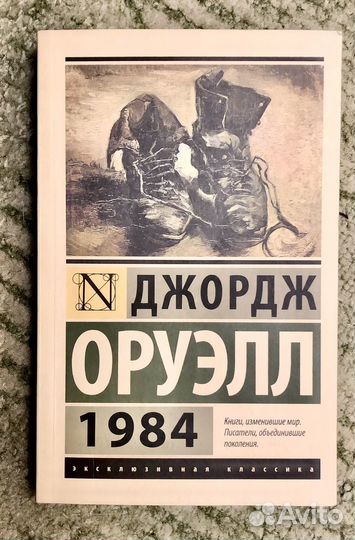 N
ДЖОРДЖ
ОРУЭЛЛ
1984
Книги, изменившие мир.
Писатели, объединившие
поколения.
эксклюзивная классика
Avito